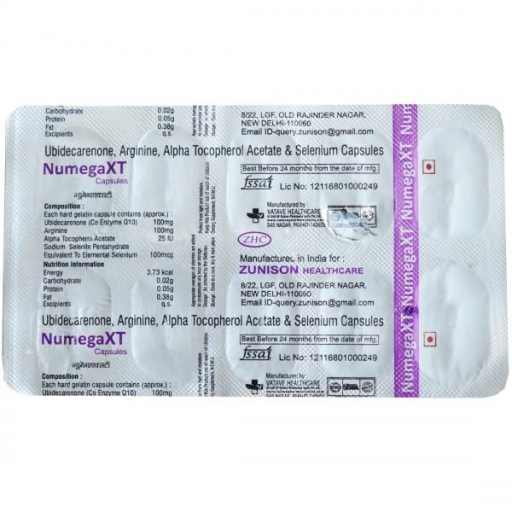 Carbohydrate 0.02g
Protein 0.05g
Fat 0.38g
Excipients q.s.
8/22, LGF, OLD RAJINDER NAGAR,
NEW DELHI-110060
Email ID-query.zunison@gmail.com
Ubidecarenone, Arginine, Alpha Tocopherol Acetate & Selenium Capsules
NumegaXT
Capsules
न्यूमेगाएक्सटी
Composition :
Each hard gelatin capsule contains (approx.) :
Ubidecarenone (Co Enzyme Q10) 100mg
Arginine 100mg
Alpha Tocopheml Acetate 25 IU
Sodium Selenite Pentahydrate
Equivalent To Elemental Selenium 100mcg
Nutrition Information
Energy 3.73 kcal
Carbohydrate 0.02g
Protein 0.05g
Fat 0.38g
Excipients q.s.
Best Before 24 months from the date of mfg.
fssai Lic No: 12116801000249
Manufactured by :
VATAVE HEALTHCARE
ZHC
Manufactured in India for :
ZUNISON HEALTHCARE
8/22, LGF, OLD RAJINDER NAGAR,
NEW DELHI-110060
Email ID-query.zunison@gmail.com
Ubidecarenone, Arginine, Alpha Tocopherol Acetate & Selenium Capsules
NumegaXT
Capsules
न्यूमेगाएक्सटी
Composition :
Each hard gelatin capsule contains (approx.) :
Ubidecarenone (Co Enzyme Q10) 100mg
Best Before 24 months from the date of mfg.
fssai Lic No: 12116801000249
Manufactured by :
VATAVE HEALTHCARE
NumegaXT NumegaXT NumegaXT Num